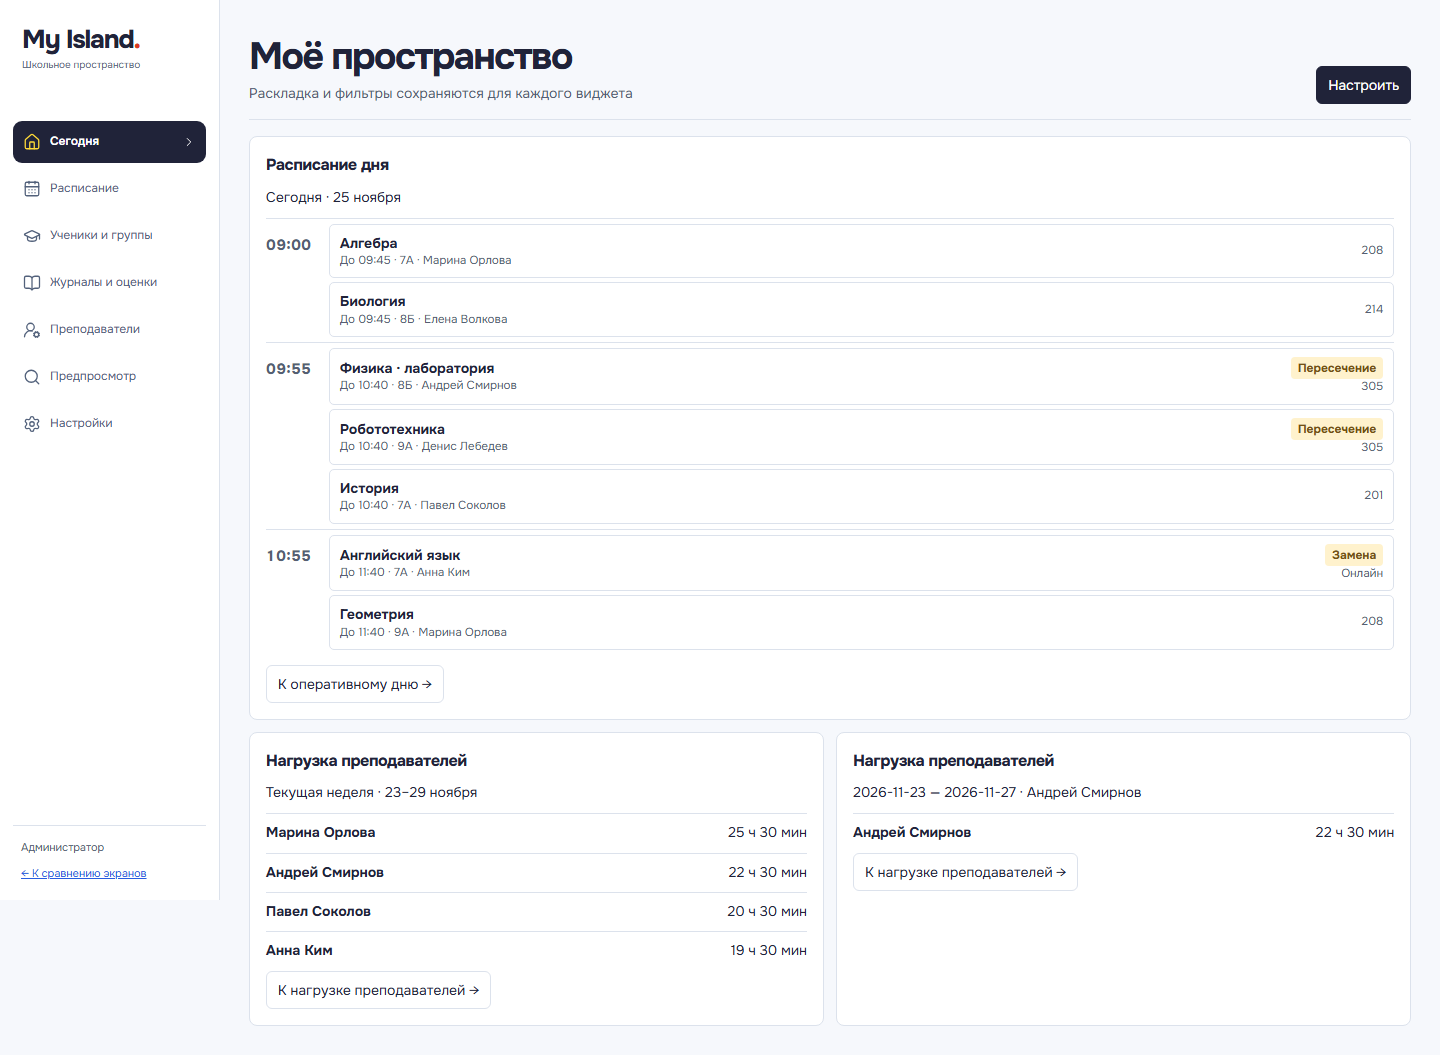 My Island.
Школьное пространство
Сегодня
Расписание
Ученики и группы
Журналы и оценки
Преподаватели
Предпросмотр
Настройки
Администратор
← К сравнению экранов
Моё пространство
Раскладка и фильтры сохраняются для каждого виджета
Настроить
Расписание дня
Сегодня · 25 ноября
09:00
Алгебра
До 09:45 · 7А · Марина Орлова
208
Биология
До 09:45 · 8Б · Елена Волкова
214
09:55
Физика · лаборатория
До 10:40 · 8Б · Андрей Смирнов
Пересечение
305
Робототехника
До 10:40 · 9А · Денис Лебедев
Пересечение
305
История
До 10:40 · 7А · Павел Соколов
201
10:55
Английский язык
До 11:40 · 7А · Анна Ким
Замена
Онлайн
Геометрия
До 11:40 · 9А · Марина Орлова
208
К оперативному дню →
Нагрузка преподавателей
Текущая неделя · 23–29 ноября
Марина Орлова 25 ч 30 мин
Андрей Смирнов 22 ч 30 мин
Павел Соколов 20 ч 30 мин
Анна Ким 19 ч 30 мин
К нагрузке преподавателей →
Нагрузка преподавателей
2026-11-23 — 2026-11-27 · Андрей Смирнов
Андрей Смирнов 22 ч 30 мин
К нагрузке преподавателей →